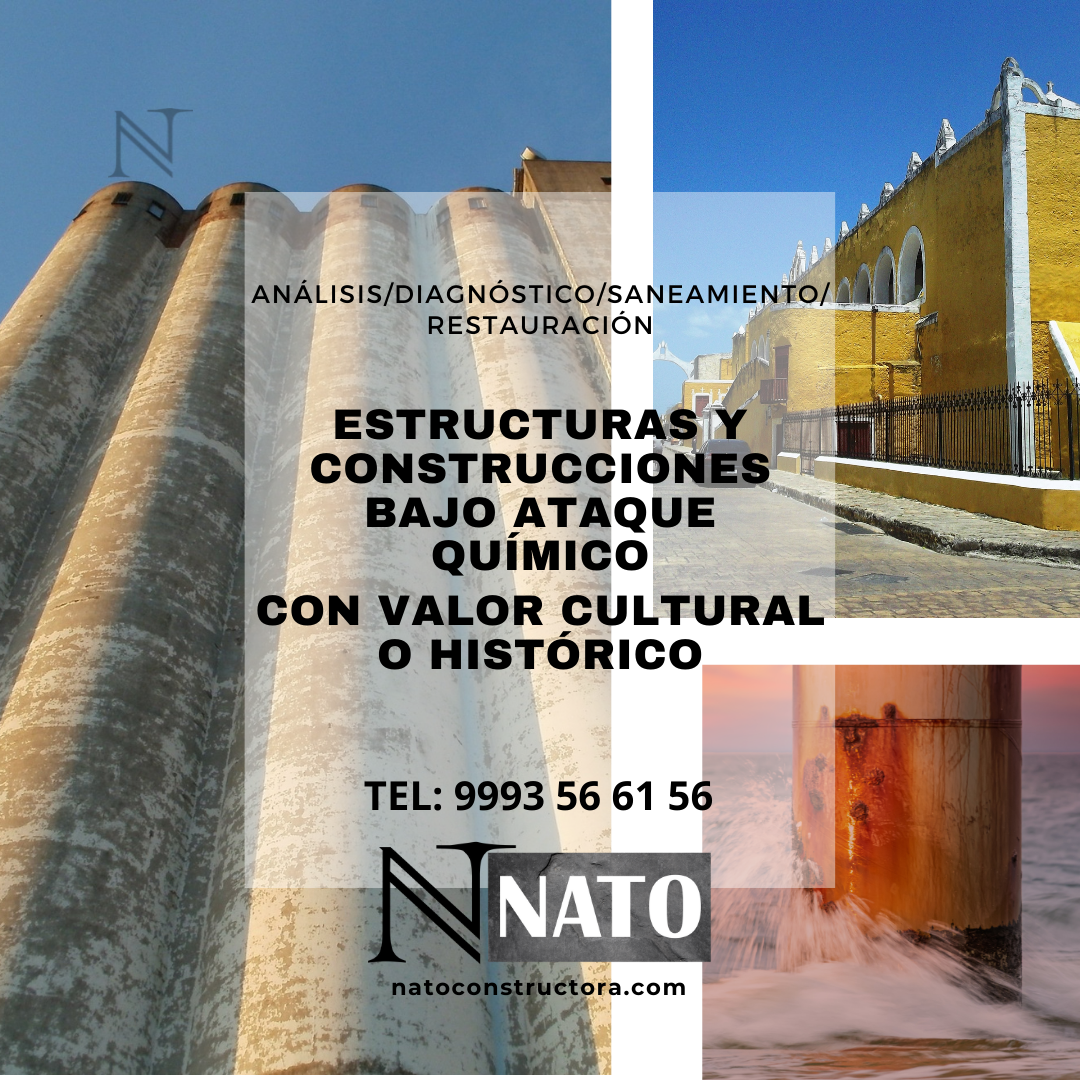 N
ANÁLISIS/DIAGNÓSTICO/SANEAMIENTO/
RESTAURACIÓN
ESTRUCTURAS Y
CONSTRUCCIONES
BAJO ATAQUE
QUÍMICO
CON VALOR CULTURAL
O HISTÓRICO
TEL: 9993 56 61 56
N NATO
natoconstructora.com